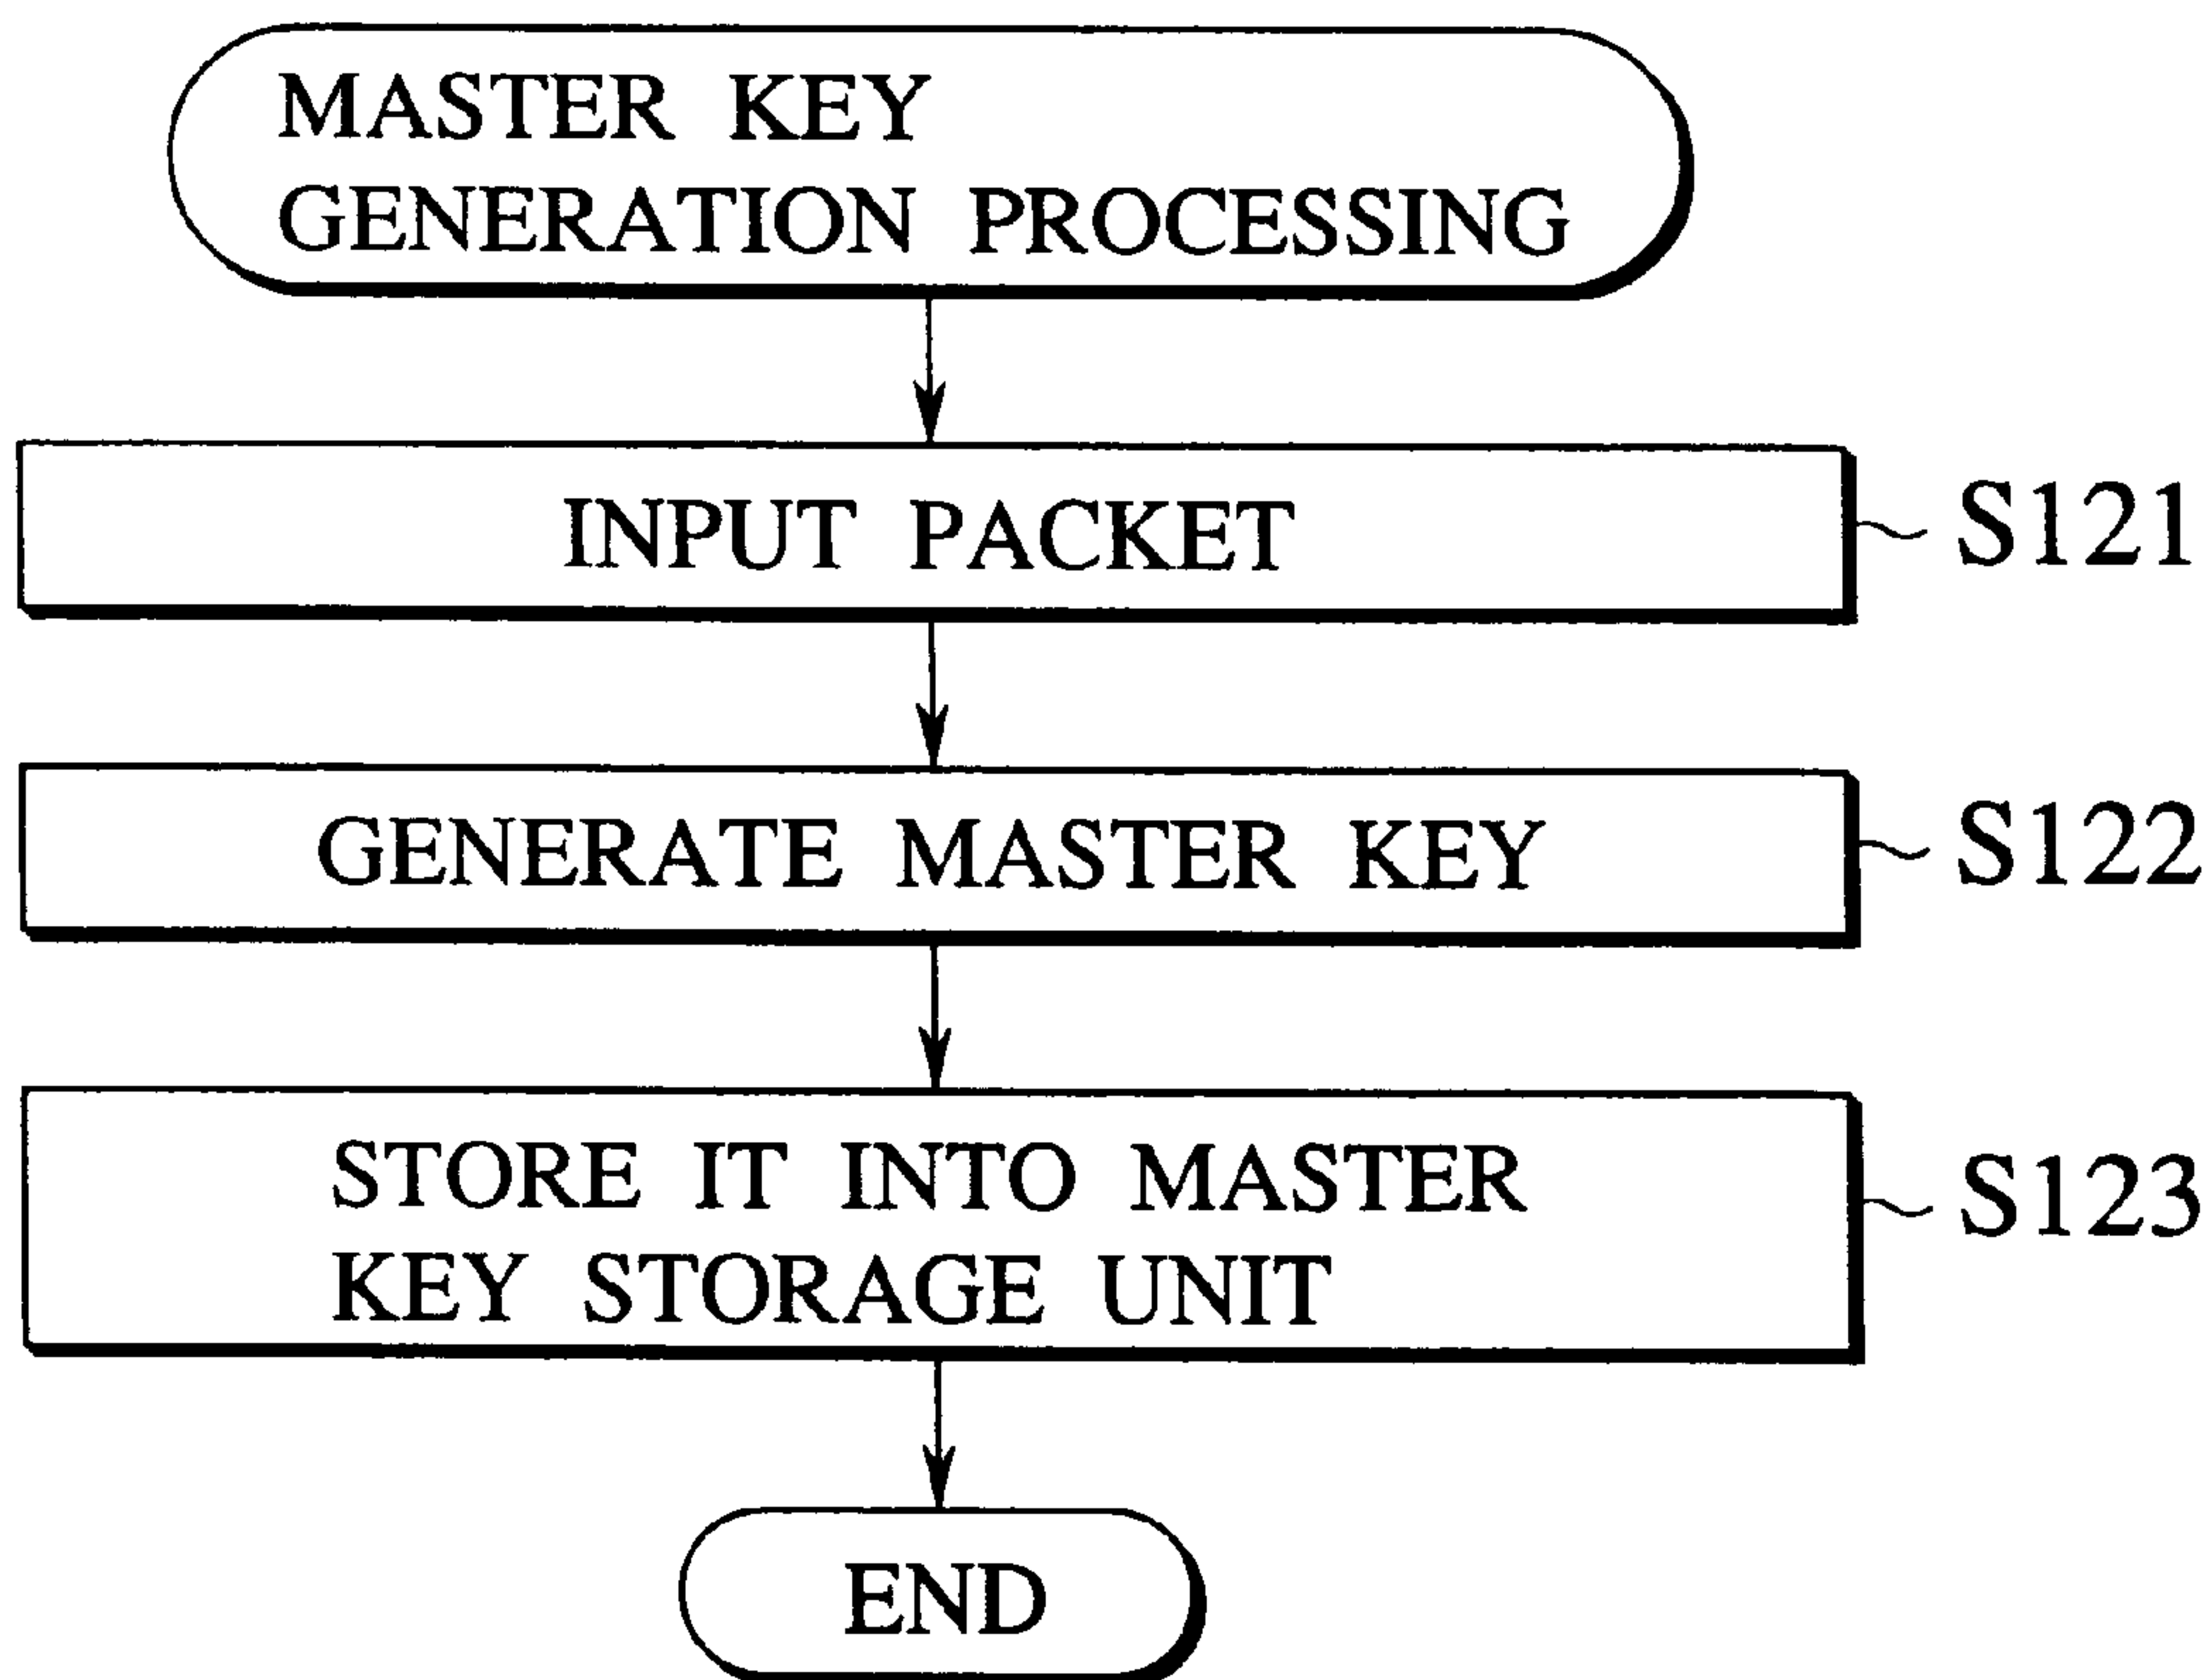 MASTER KEY
GENERATION PROCESSING
INPUT PACKET
S121
GENERATE MASTER KEY
S122
STORE IT INTO MASTER
KEY STORAGE UNIT
S123
END